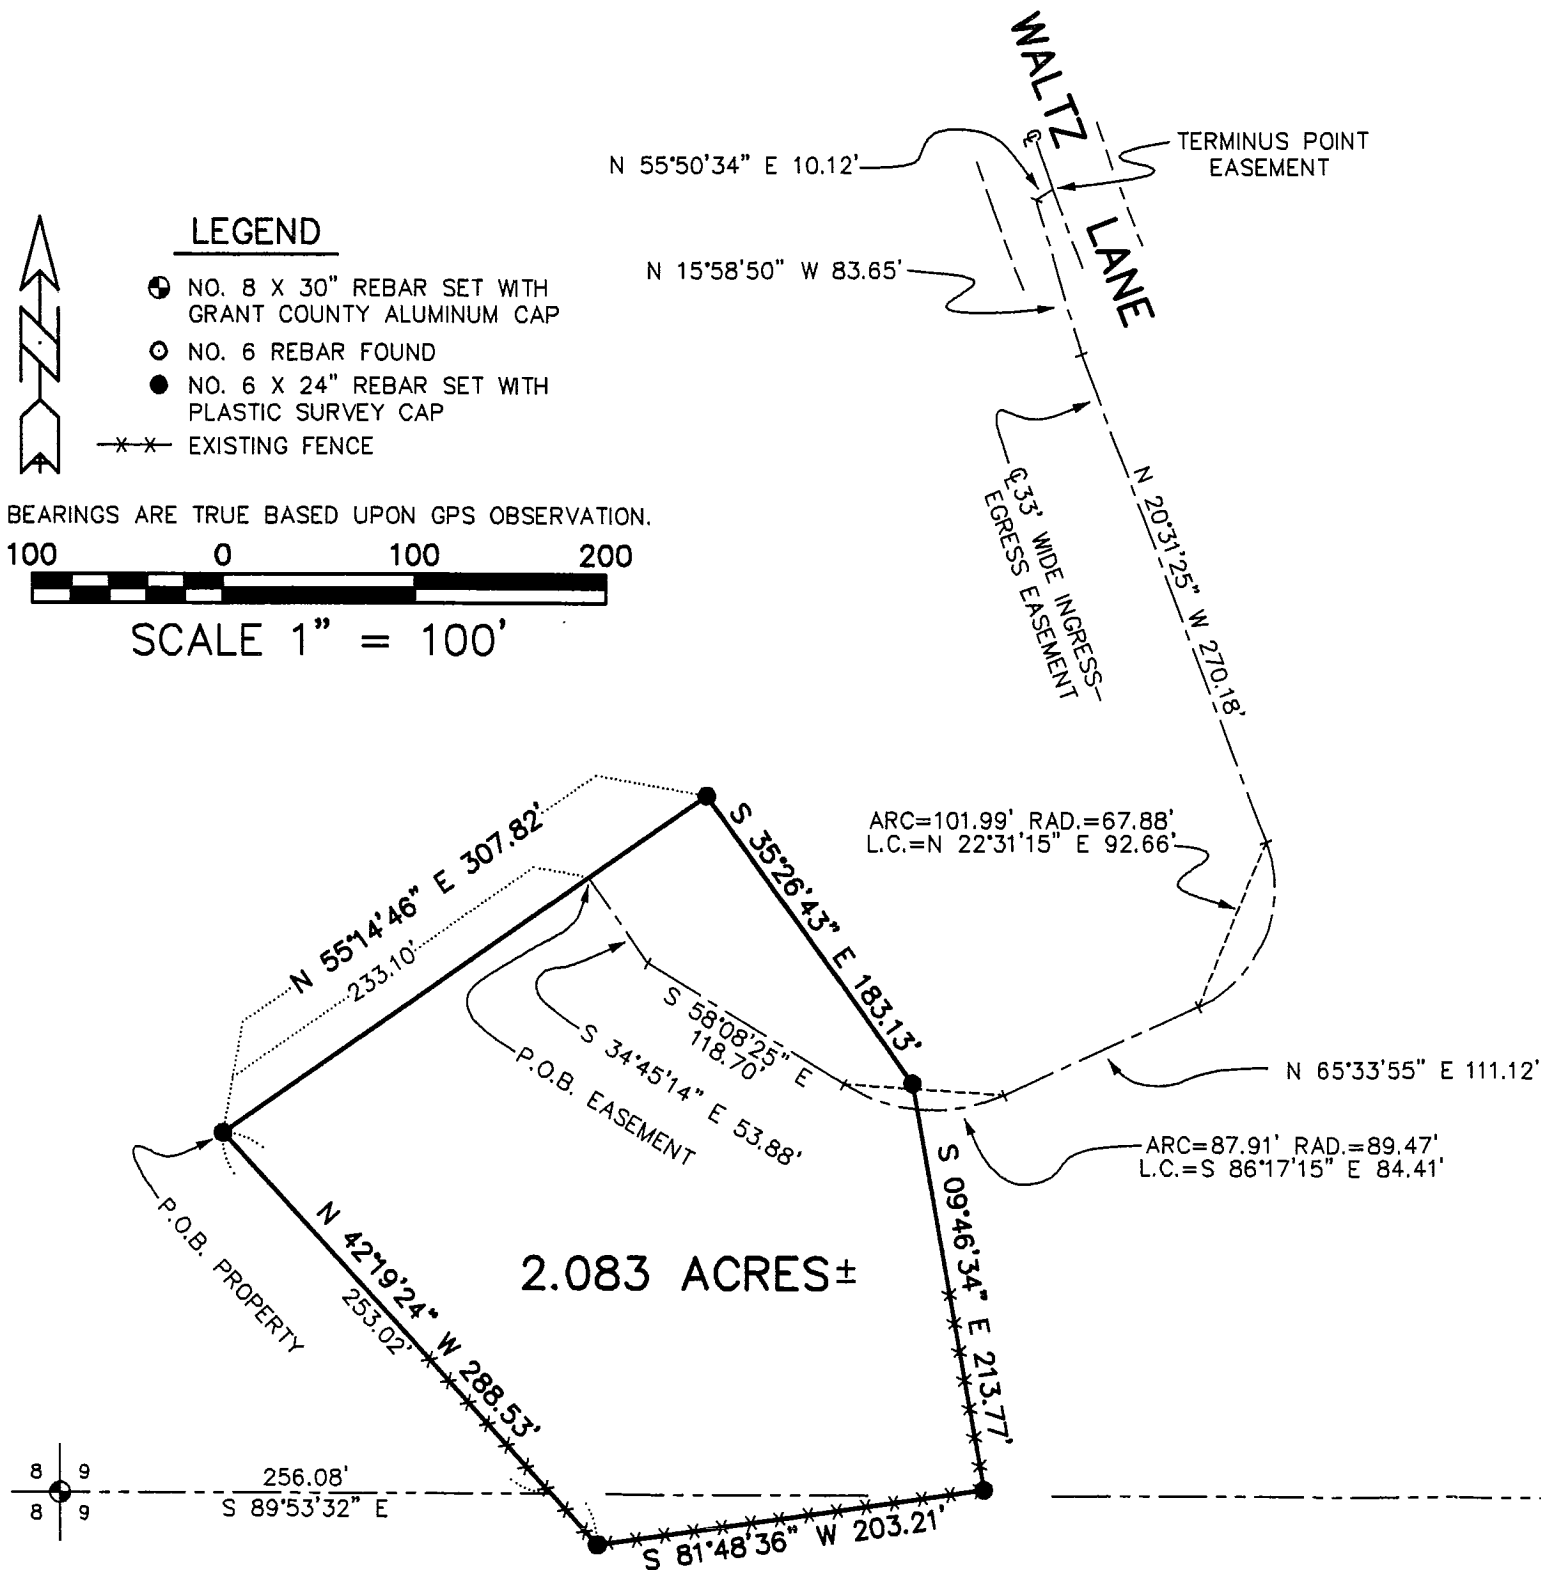 WALTZ
LANE
℄
N 55°50'34" E 10.12'
TERMINUS POINT
EASEMENT
N 15°58'50" W 83.65'
LEGEND
NO. 8 X 30" REBAR SET WITH
GRANT COUNTY ALUMINUM CAP
NO. 6 REBAR FOUND
NO. 6 X 24" REBAR SET WITH
PLASTIC SURVEY CAP
EXISTING FENCE
BEARINGS ARE TRUE BASED UPON GPS OBSERVATION.
100 0 100 200
SCALE 1" = 100'
℄ 33' WIDE INGRESS-
EGRESS EASEMENT
N 20°31'25" W 270.18'
ARC=101.99' RAD.=67.88'
L.C.=N 22°31'15" E 92.66'
N 55°14'46" E 307.82'
233.10'
S 35°26'43" E 183.13'
S 58°08'25" E
118.70'
S 34°45'14" E 53.88'
P.O.B. EASEMENT
N 65°33'55" E 111.12'
ARC=87.91' RAD.=89.47'
L.C.=S 86°17'15" E 84.41'
P.O.B. PROPERTY
N 42°19'24" W 288.53'
253.02'
2.083 ACRES±
S 09°46'34" E 213.77'
8 9
8 9
256.08'
S 89°53'32" E
S 81°48'36" W 203.21'